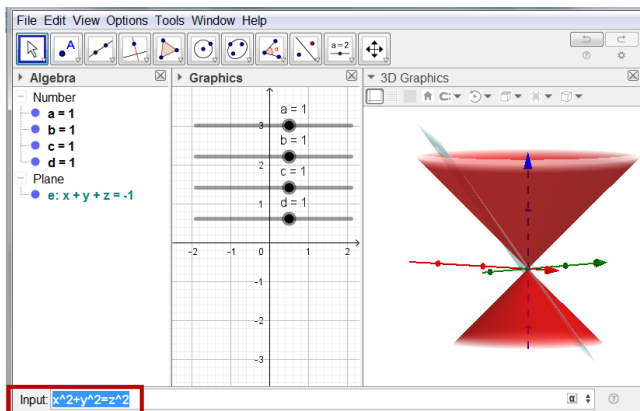 File Edit View Options Tools Window Help
A
α
a=2
Algebra
Graphics
3D Graphics
Number
a = 1
b = 1
c = 1
d = 1
Plane
e: x + y + z = -1
a = 1
b = 1
c = 1
d = 1
3
2
1
-2 -1 0 1 2
-1
-2
-3
Input: x^2+y^2=z^2
α